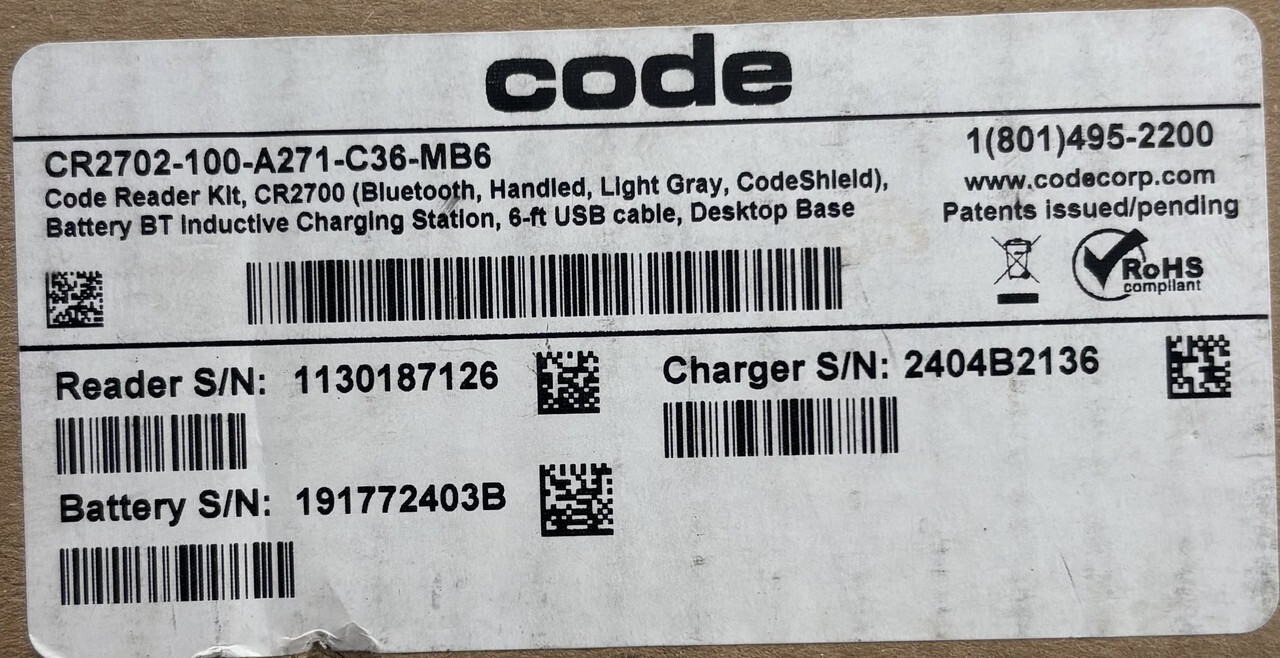 code
CR2702-100-A271-C36-MB6
Code Reader Kit, CR2700 (Bluetooth, Handled, Light Gray, CodeShield),
Battery BT Inductive Charging Station, 6-ft USB cable, Desktop Base
1(801)495-2200
www.codecorp.com
Patents issued/pending
RoHS
compliant
Reader S/N: 1130187126
Charger S/N: 2404B2136
Battery S/N: 191772403B